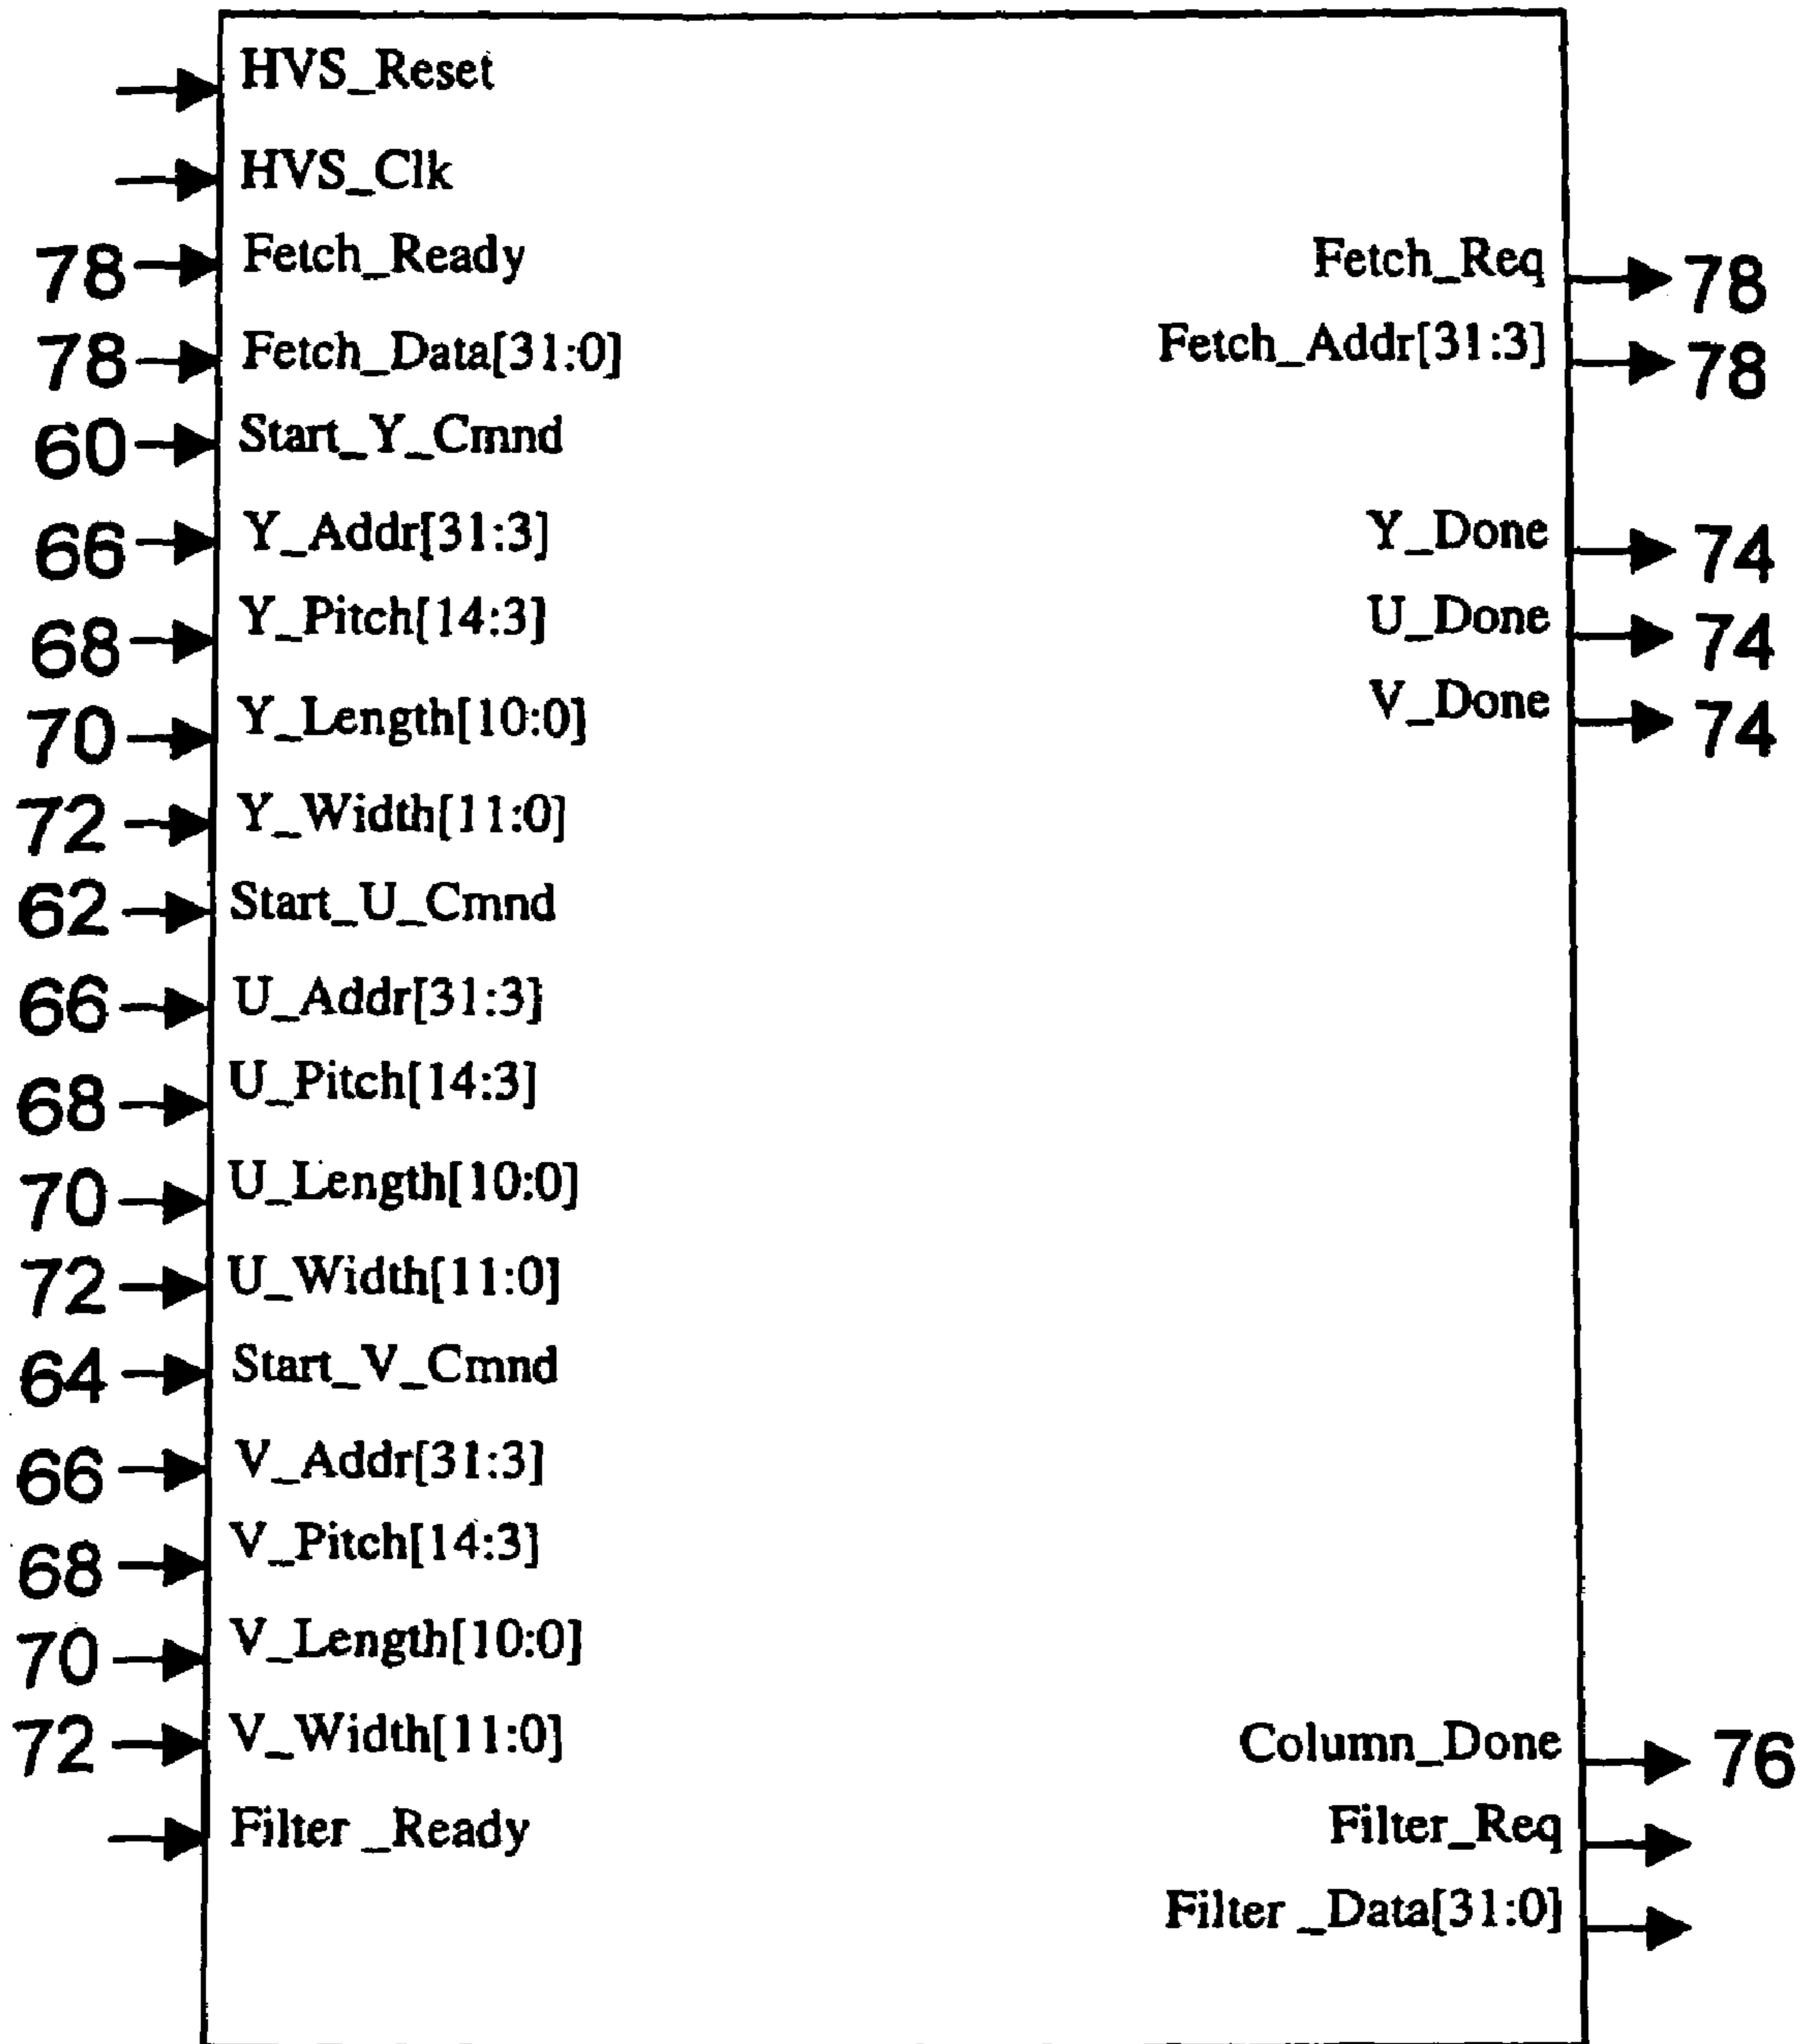 HVS_Reset
HVS_Clk
78 Fetch_Ready
Fetch_Req 78
78 Fetch_Data[31:0]
Fetch_Addr[31:3] 78
60 Start_Y_Cmnd
66 Y_Addr[31:3]
Y_Done 74
68 Y_Pitch[14:3]
U_Done 74
70 Y_Length[10:0]
V_Done 74
72 Y_Width[11:0]
62 Start_U_Cmnd
66 U_Addr[31:3]
68 U_Pitch[14:3]
70 U_Length[10:0]
72 U_Width[11:0]
64 Start_V_Cmnd
66 V_Addr[31:3]
68 V_Pitch[14:3]
70 V_Length[10:0]
72 V_Width[11:0]
Column_Done 76
Filter _Ready
Filter_Req
Filter _Data[31:0]